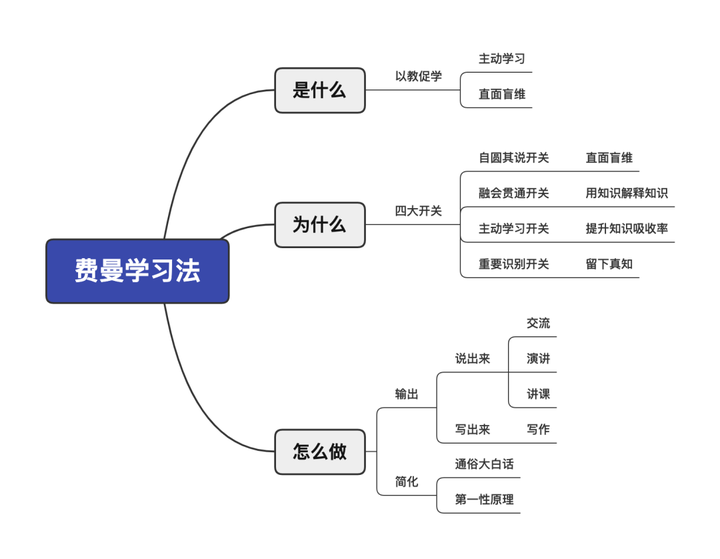 费曼学习法
是什么
以教促学
主动学习
直面盲维
为什么
四大开关
自圆其说开关 直面盲维
融会贯通开关 用知识解释知识
主动学习开关 提升知识吸收率
重要识别开关 留下真知
怎么做
输出
说出来
交流
演讲
讲课
写出来 写作
简化
通俗大白话
第一性原理